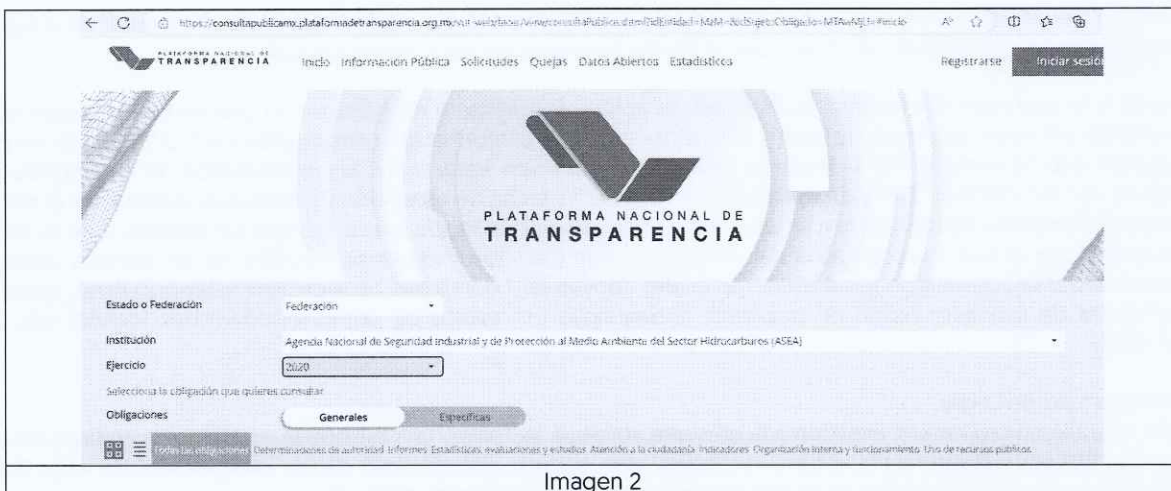 https://consultapublicamx.plataformadetransparencia.org.mx
PLATAFORMA NACIONAL DE
TRANSPARENCIA
Inicio Información Pública Solicitudes Quejas Datos Abiertos Estadísticas
Registrarse
Iniciar sesión
PLATAFORMA NACIONAL DE
TRANSPARENCIA
Estado o Federación
Federación
Institución
Agencia Nacional de Seguridad Industrial y de Protección al Medio Ambiente del Sector Hidrocarburos (ASEA)
Ejercicio
2020
Selecciona la obligación que quieres consultar
Obligaciones
Generales
Específicas
Todas las obligaciones Determinaciones de autoridad Informes Estadísticas, evaluaciones y estudios Atención a la ciudadanía Indicadores Organización interna y funcionamiento Uso de recursos públicos
Imagen 2